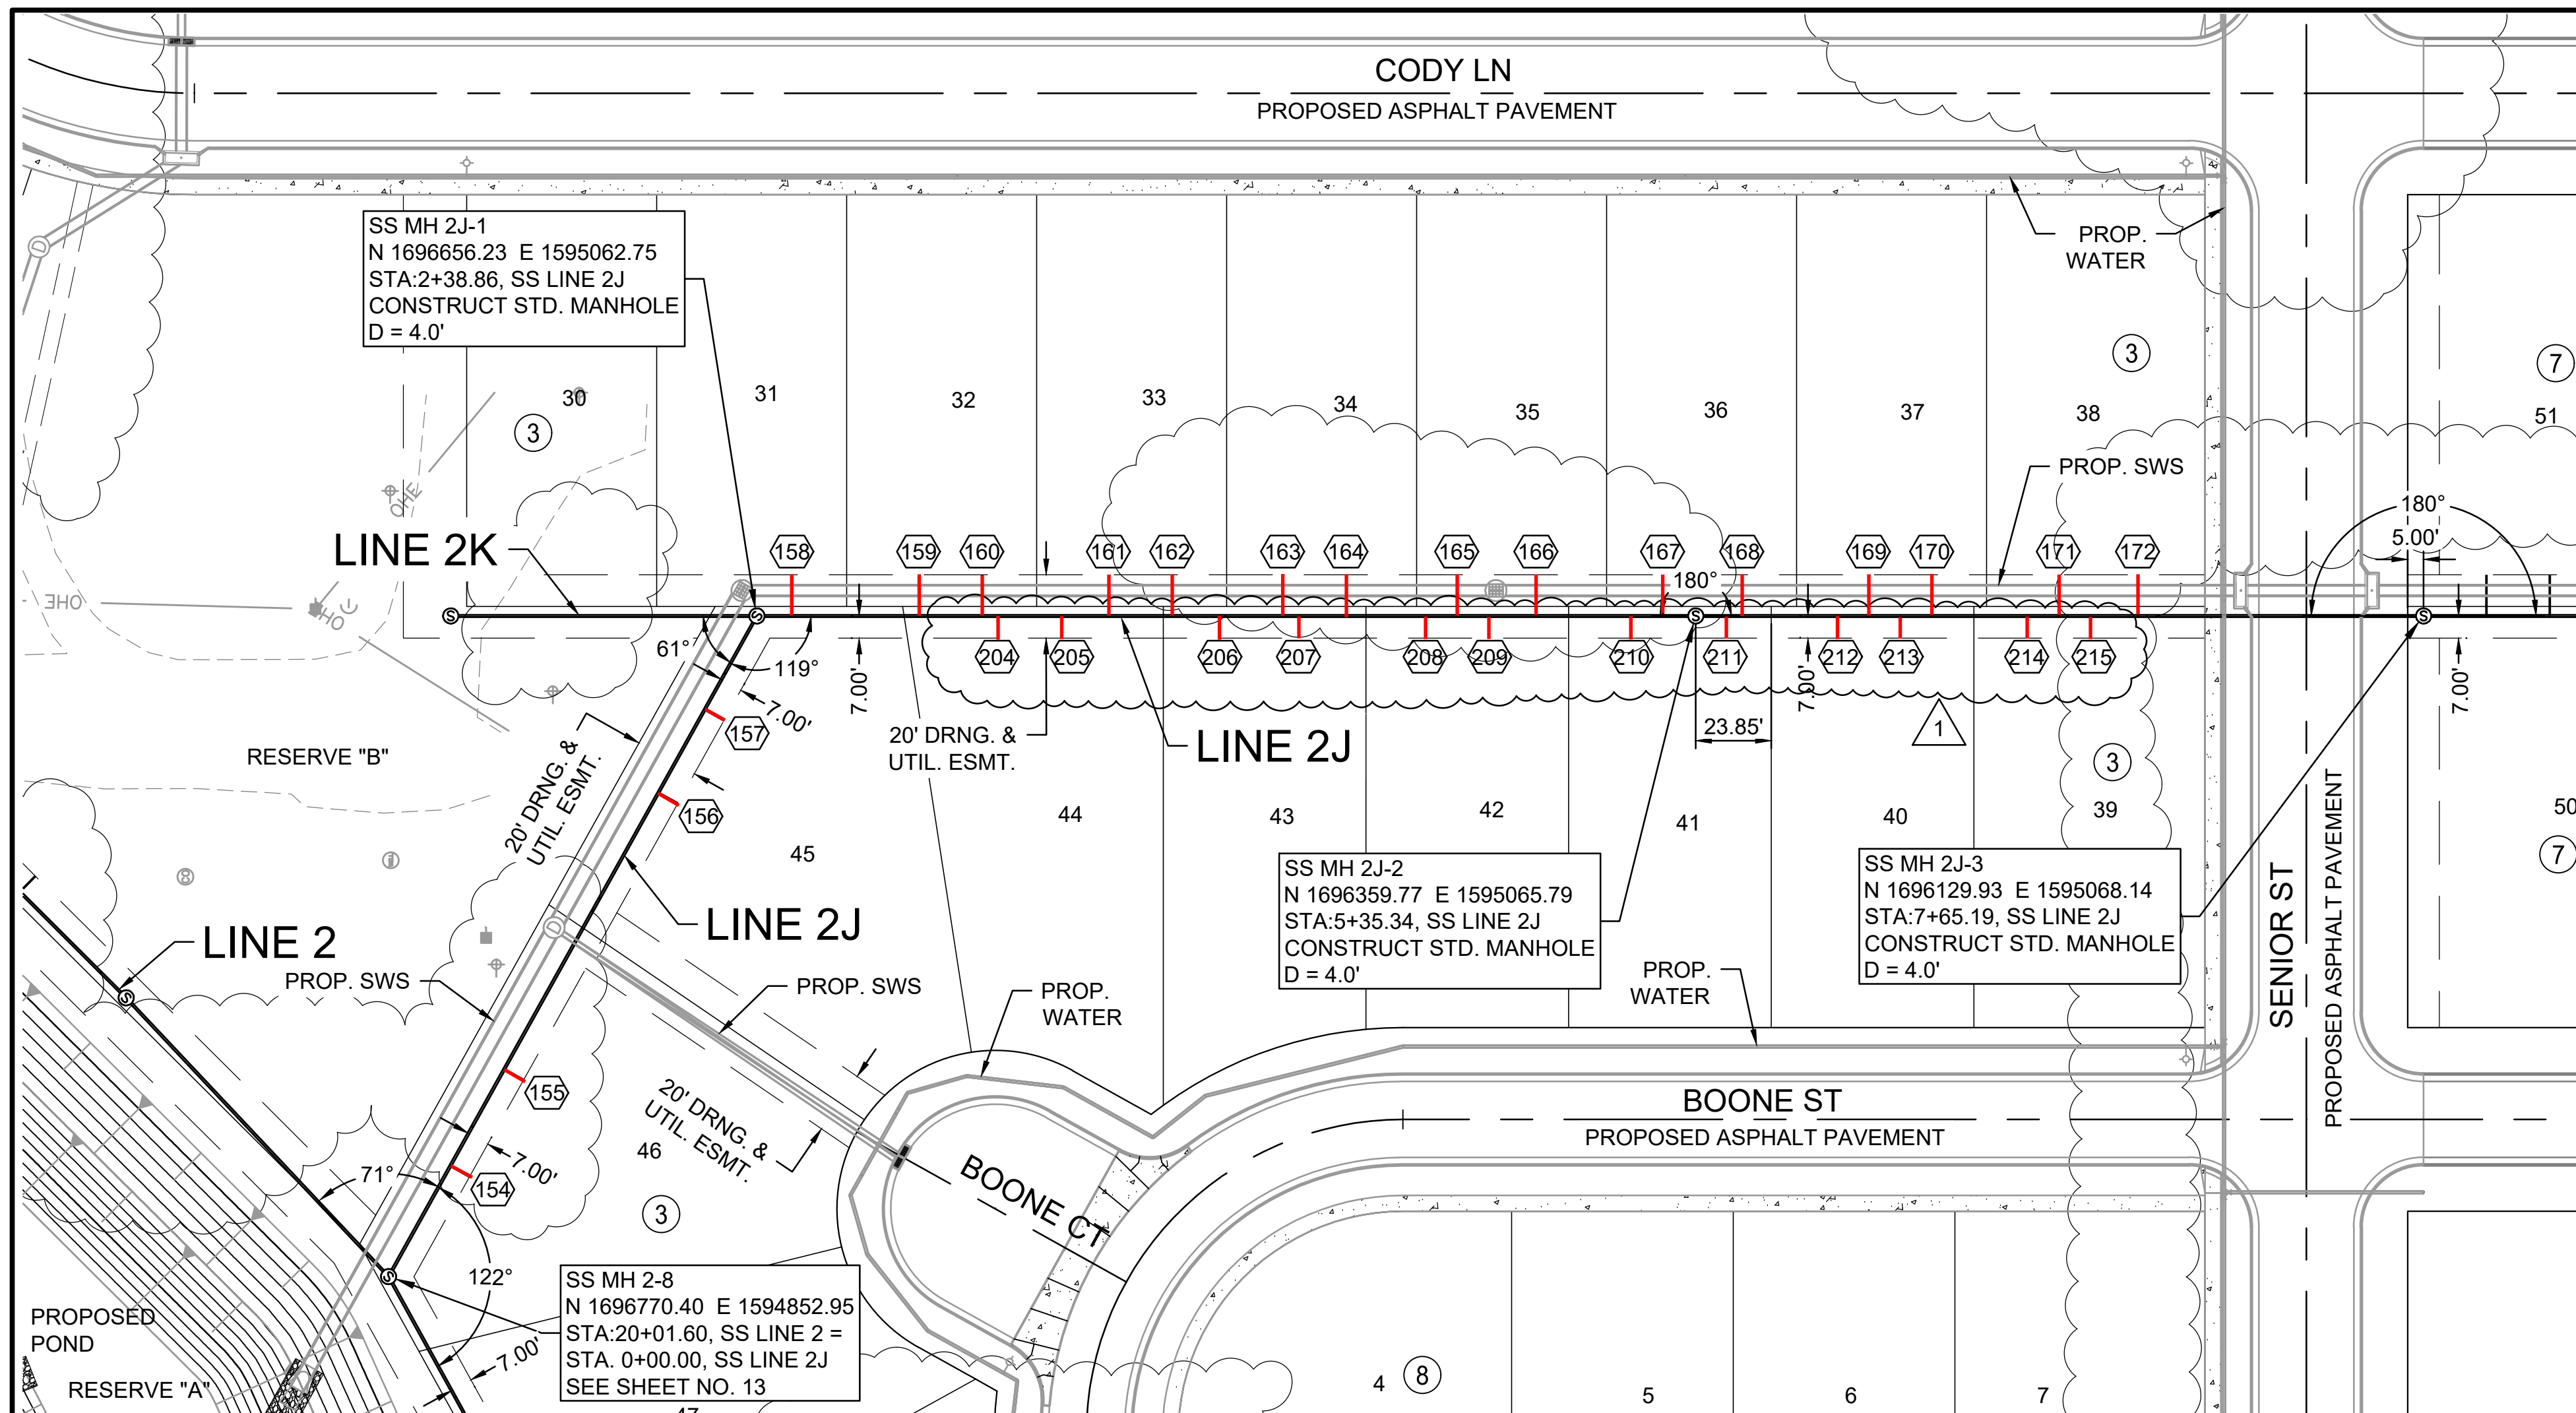 CODY LN
PROPOSED ASPHALT PAVEMENT
SS MH 2J-1
N 1696656.23 E 1595062.75
STA:2+38.86, SS LINE 2J
CONSTRUCT STD. MANHOLE
D = 4.0'
PROP.
WATER
3
7
30
31
32
33
34
35
36
37
38
51
3
PROP. SWS
180°
5.00'
OHE
LINE 2K
158
159
160
161
162
163
164
165
166
167
168
169
170
171
172
180°
OHE
OHE
61°
119°
204
205
206
207
208
209
210
211
212
213
214
215
7.00'
7.00'
7.00'
7.00'
157
23.85'
1
20' DRNG. &
UTIL. ESMT.
LINE 2J
RESERVE "B"
20' DRNG. &
UTIL. ESMT.
3
156
45
44
43
42
41
40
39
50
7
SS MH 2J-2
N 1696359.77 E 1595065.79
STA:5+35.34, SS LINE 2J
CONSTRUCT STD. MANHOLE
D = 4.0'
SS MH 2J-3
N 1696129.93 E 1595068.14
STA:7+65.19, SS LINE 2J
CONSTRUCT STD. MANHOLE
D = 4.0'
SENIOR ST
PROPOSED ASPHALT PAVEMENT
LINE 2
LINE 2J
D
D
S
S
S
S
S
S
PROP. SWS
PROP. SWS
PROP.
WATER
PROP.
WATER
155
20' DRNG. &
UTIL. ESMT.
BOONE ST
PROPOSED ASPHALT PAVEMENT
46
7.00'
154
71°
BOONE CT
3
122°
SS MH 2-8
N 1696770.40 E 1594852.95
STA:20+01.60, SS LINE 2 =
STA. 0+00.00, SS LINE 2J
SEE SHEET NO. 13
7.00'
PROPOSED
POND
RESERVE "A"
47
4
8
5
6
7